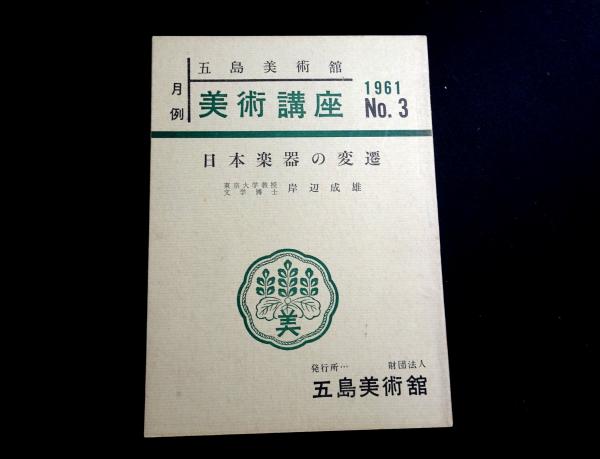 五島美術舘
月例
美術講座
1961
No.3
日本楽器の変遷
東京大学教授
文学博士
岸辺成雄
美
発行所…
財団法人
五島美術舘